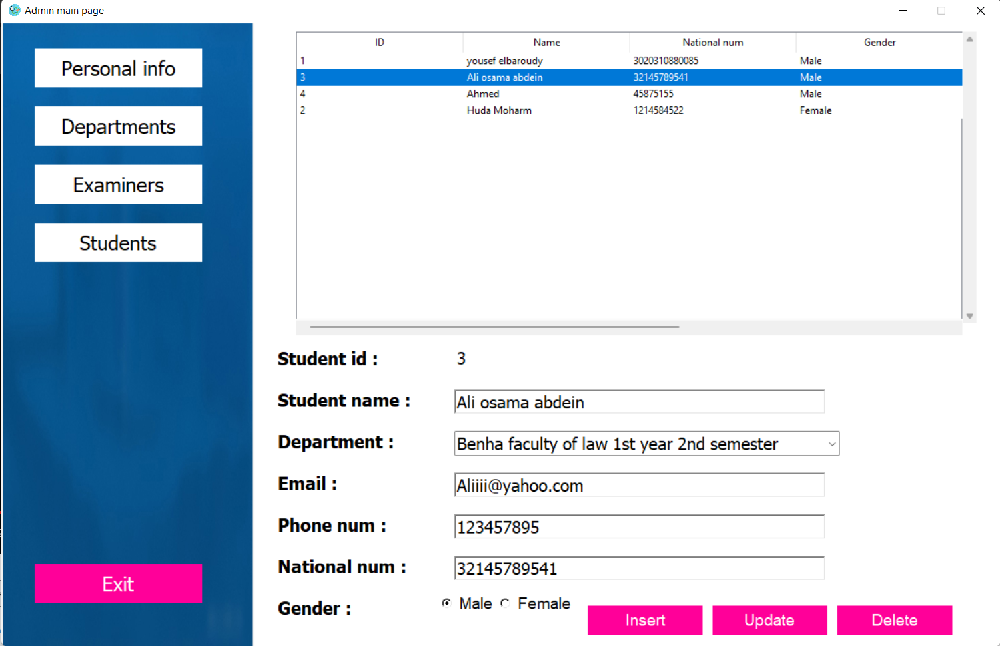 Admin main page
Personal info
Departments
Examiners
Students
Exit
ID Name National num Gender
1 yousef elbaroudy 3020310880085 Male
3 Ali osama abdein 32145789541 Male
4 Ahmed 45875155 Male
2 Huda Moharm 1214584522 Female
Student id : 3
Student name : Ali osama abdein
Department : Benha faculty of law 1st year 2nd semester
Email : Aliiii@yahoo.com
Phone num : 123457895
National num : 32145789541
Gender : Male Female
Insert Update Delete